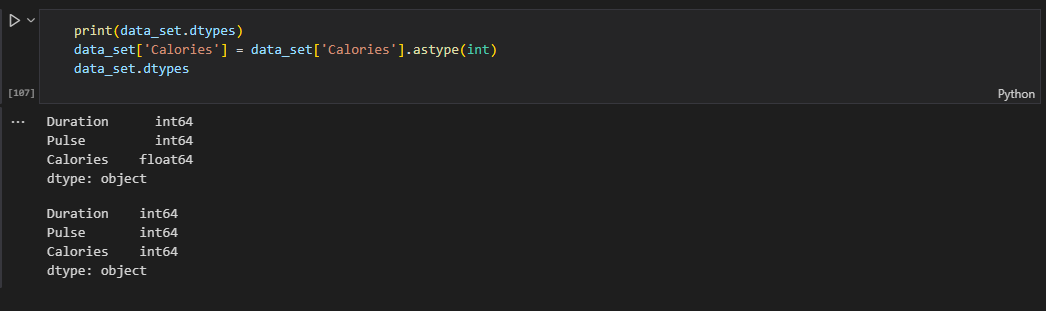 print(data_set.dtypes)
data_set['Calories'] = data_set['Calories'].astype(int)
data_set.dtypes
[107]
Python
Duration      int64
Pulse         int64
Calories    float64
dtype: object
Duration    int64
Pulse       int64
Calories    int64
dtype: object